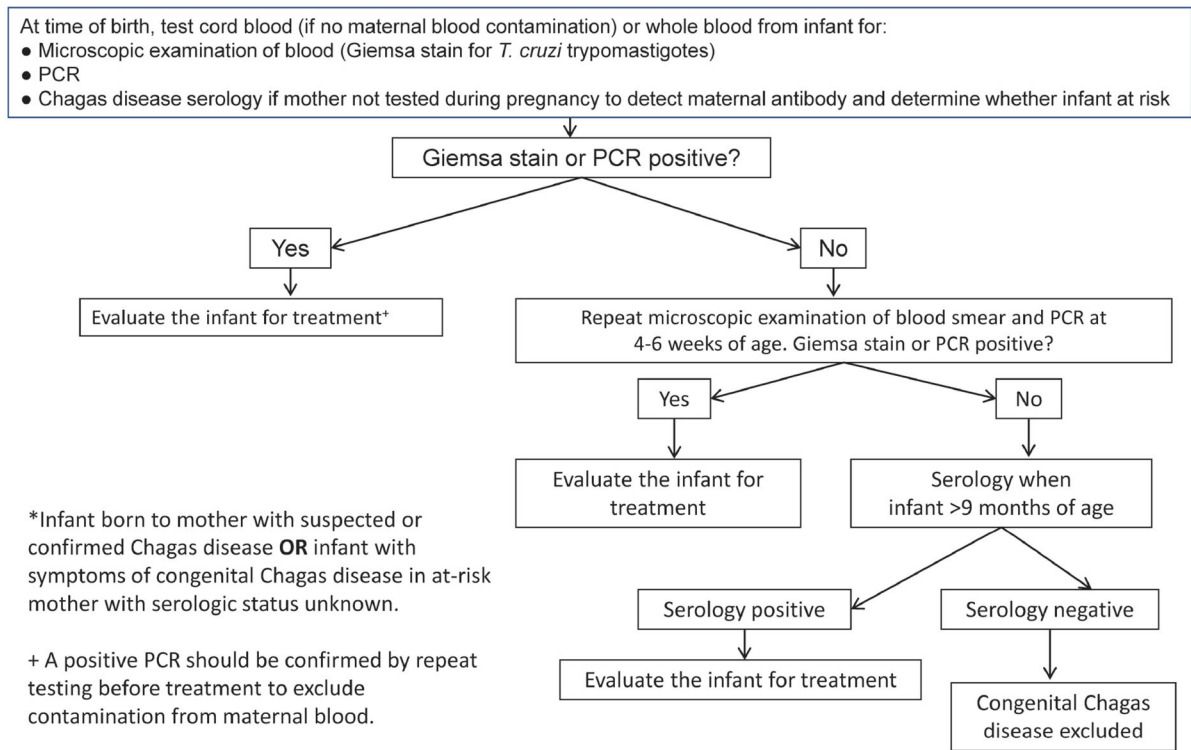 At time of birth, test cord blood (if no maternal blood contamination) or whole blood from infant for:
● Microscopic examination of blood (Giemsa stain for T. cruzi trypomastigotes)
● PCR
● Chagas disease serology if mother not tested during pregnancy to detect maternal antibody and determine whether infant at risk
Giemsa stain or PCR positive?
Yes
No
Evaluate the infant for treatment⁺
Repeat microscopic examination of blood smear and PCR at
4-6 weeks of age. Giemsa stain or PCR positive?
Yes
No
Evaluate the infant for
treatment
Serology when
infant >9 months of age
*Infant born to mother with suspected or
confirmed Chagas disease OR infant with
symptoms of congenital Chagas disease in at-risk
mother with serologic status unknown.
Serology positive
Serology negative
+ A positive PCR should be confirmed by repeat
testing before treatment to exclude
contamination from maternal blood.
Evaluate the infant for treatment
Congenital Chagas
disease excluded